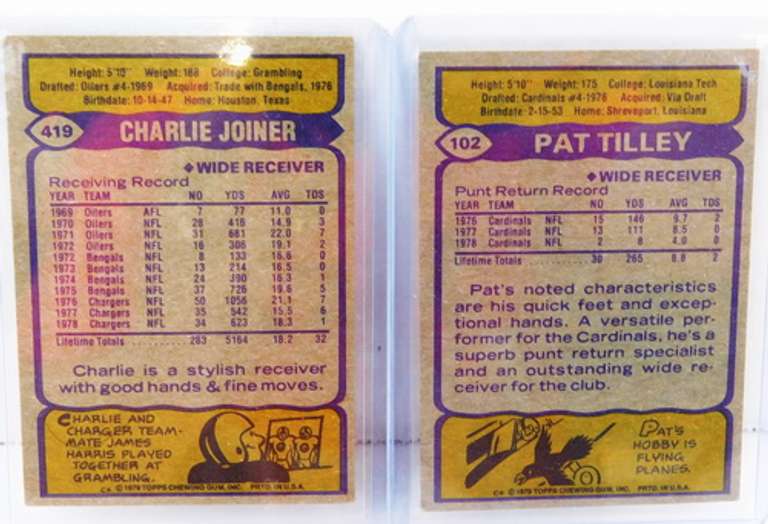 Height: 5'10" Weight: 188 College: Grambling
Drafted: Oilers #4-1969 Acquired: Trade with Bengals, 1976
Birthdate: 10-14-47 Home: Houston, Texas
419 CHARLIE JOINER
◆WIDE RECEIVER
Receiving Record
YEAR TEAM NO YDS AVG TDS
1969 Oilers AFL 7 77 11.0 0
1970 Oilers NFL 28 416 14.9 3
1971 Oilers NFL 31 681 22.0 7
1972 Oilers NFL 16 306 19.1 2
1972 Bengals NFL 8 133 16.6 0
1973 Bengals NFL 13 214 16.5 0
1974 Bengals NFL 24 390 16.3 1
1975 Bengals NFL 37 726 19.6 5
1976 Chargers NFL 50 1056 21.1 7
1977 Chargers NFL 35 542 15.5 6
1978 Chargers NFL 34 623 18.3 1
Lifetime Totals 283 5164 18.2 32
Charlie is a stylish receiver
with good hands & fine moves.
CHARLIE AND
CHARGER TEAM-
MATE JAMES
HARRIS PLAYED
TOGETHER AT
GRAMBLING.
C* © 1979 TOPPS CHEWING GUM, INC. PRTD. IN U.S.A.
Height: 5'10" Weight: 175 College: Louisiana Tech
Drafted: Cardinals #4-1976 Acquired: Via Draft
Birthdate: 2-15-53 Home: Shreveport, Louisiana
102 PAT TILLEY
◆WIDE RECEIVER
Punt Return Record
YEAR TEAM NO YDS AVG TDS
1976 Cardinals NFL 15 146 9.7 2
1977 Cardinals NFL 13 111 8.5 0
1978 Cardinals NFL 2 8 4.0 0
Lifetime Totals 30 265 8.8 2
Pat's noted characteristics
are his quick feet and excep-
tional hands. A versatile per-
former for the Cardinals, he's a
superb punt return specialist
and an outstanding wide re-
ceiver for the club.
PAT'S
HOBBY IS
FLYING
PLANES.
C* © 1979 TOPPS CHEWING GUM, INC. PRTD. IN U.S.A.